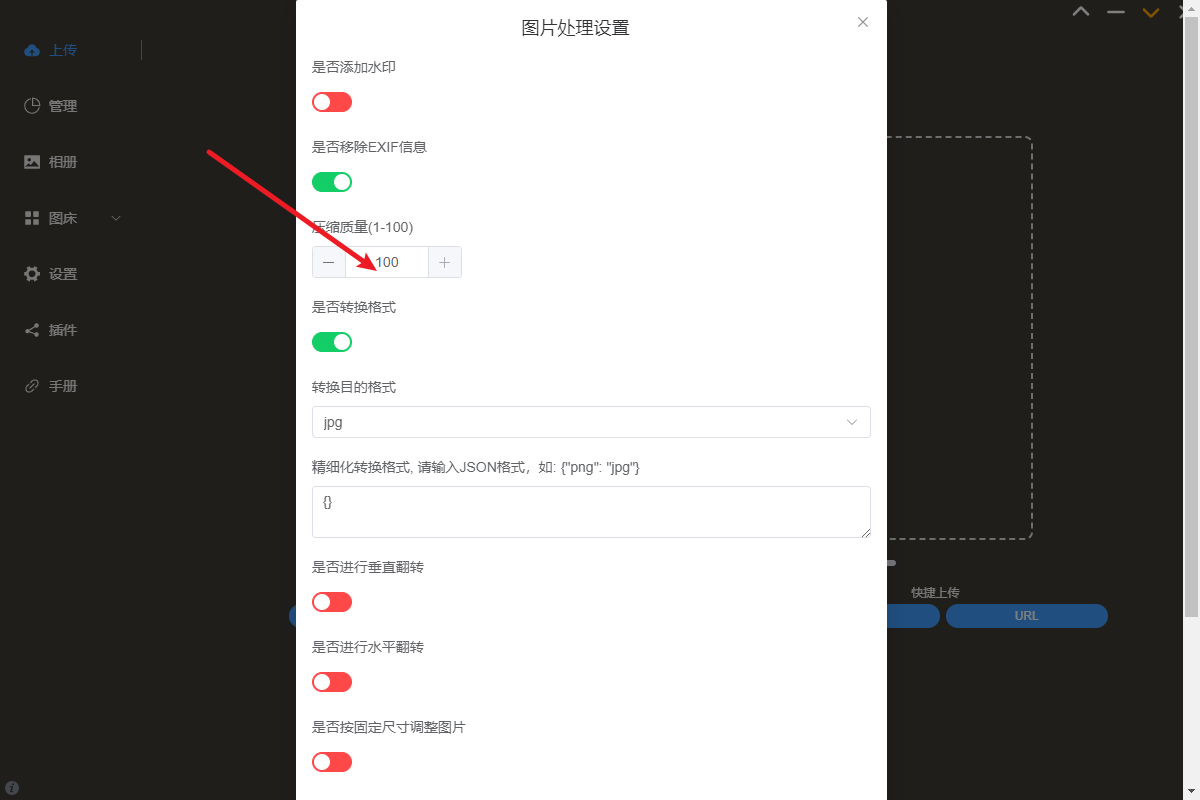 图片处理设置
上传
管理
相册
图床
设置
插件
手册
是否添加水印
是否移除EXIF信息
压缩质量(1-100)
100
是否转换格式
转换目的格式
jpg
精细化转换格式, 请输入JSON格式，如: {"png": "jpg"}
{}
是否进行垂直翻转
是否进行水平翻转
是否按固定尺寸调整图片
快捷上传
URL